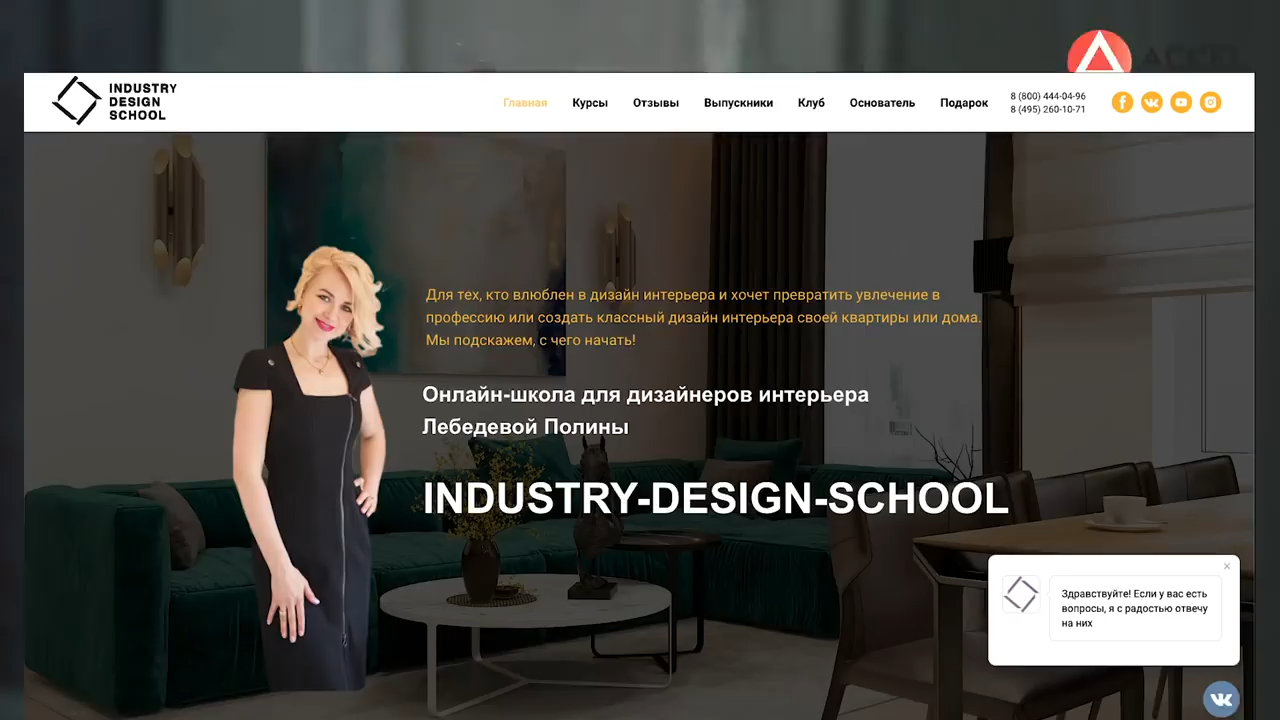 INDUSTRY
DESIGN
SCHOOL
Главная Курсы Отзывы Выпускники Клуб Основатель Подарок
8 (800) 444-04-96
8 (495) 260-10-71
Для тех, кто влюблен в дизайн интерьера и хочет превратить увлечение в
профессию или создать классный дизайн интерьера своей квартиры или дома.
Мы подскажем, с чего начать!
Онлайн-школа для дизайнеров интерьера
Лебедевой Полины
INDUSTRY-DESIGN-SCHOOL
Здравствуйте! Если у вас есть
вопросы, я с радостью отвечу
на них